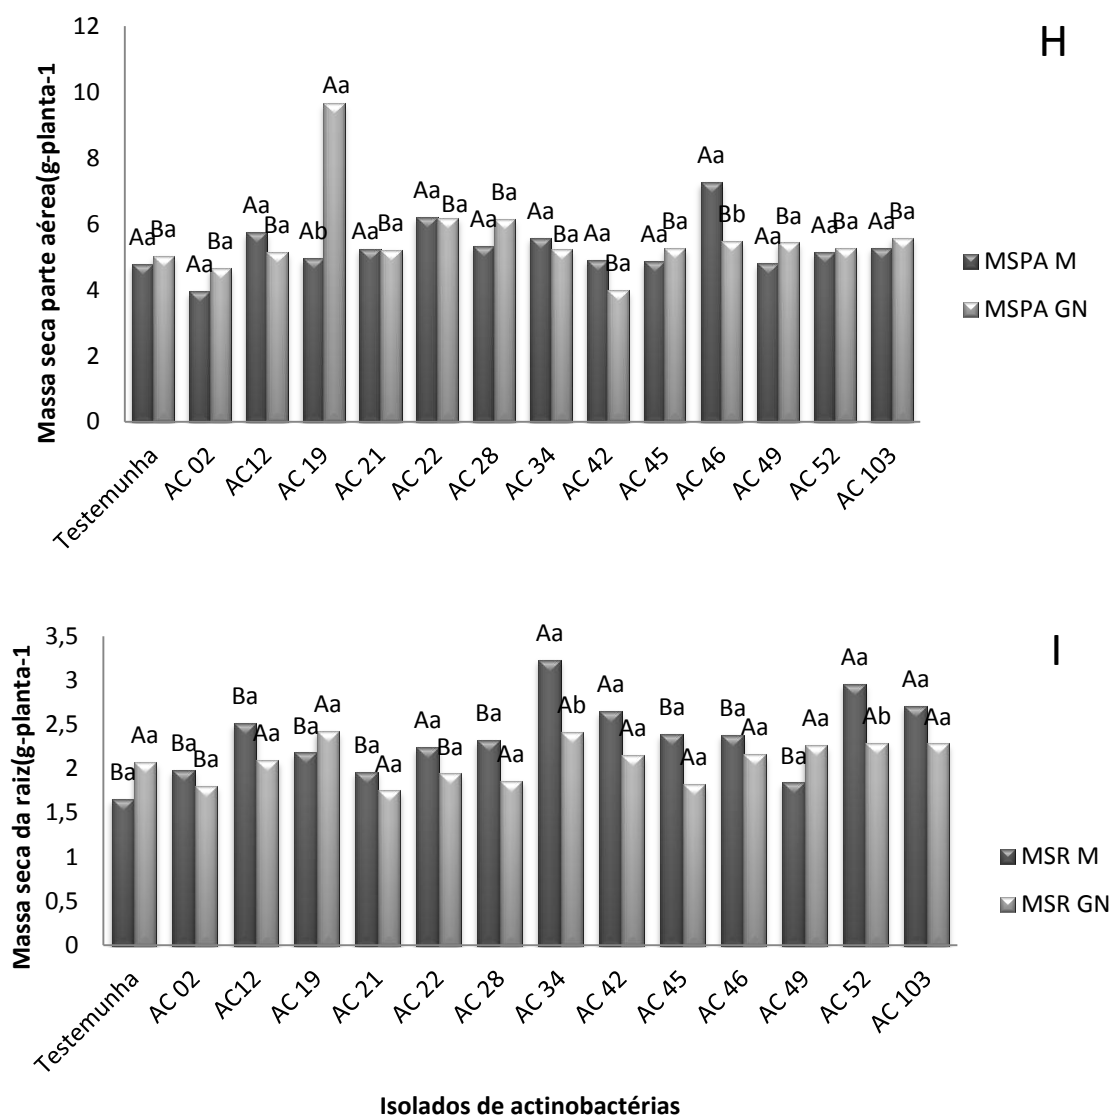 H
Massa seca parte aérea(g-planta-1
12
10
8
6
4
2
0
Aa Ba Aa Ba Aa Ba Ab Aa Aa Ba Aa Ba Aa Ba Aa Ba Aa Ba Aa Ba Aa Bb Aa Ba Aa Ba Aa Ba
MSPA M
MSPA GN
Testemunha AC 02 AC12 AC 19 AC 21 AC 22 AC 28 AC 34 AC 42 AC 45 AC 46 AC 49 AC 52 AC 103
I
Massa seca da raiz(g-planta-1
3,5
3
2,5
2
1,5
1
0,5
0
Ba Aa Ba Ba Ba Aa Ba Aa Ba Aa Aa Ba Ba Aa Aa Ab Aa Aa Ba Aa Ba Aa Ba Aa Aa Ab Aa Aa
MSR M
MSR GN
Testemunha AC 02 AC12 AC 19 AC 21 AC 22 AC 28 AC 34 AC 42 AC 45 AC 46 AC 49 AC 52 AC 103
Isolados de actinobactérias